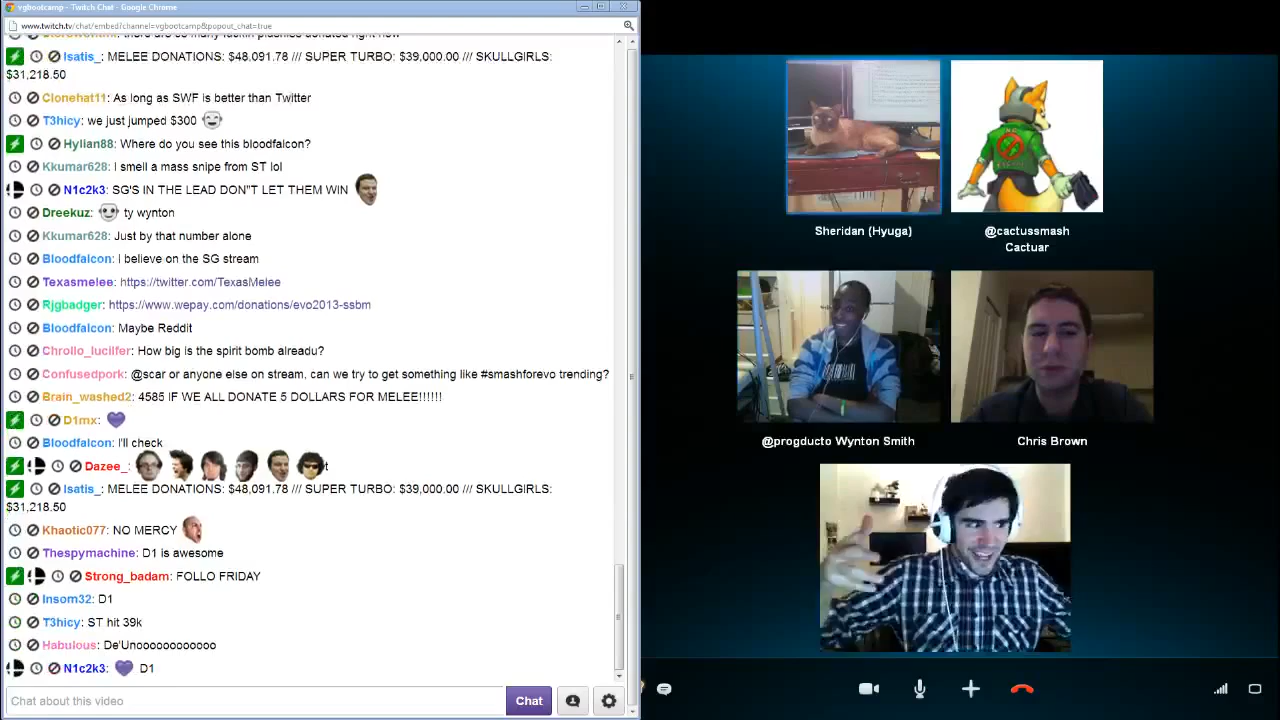 vgbootcamp - Twitch Chat - Google Chrome
www.twitch.tv/chat/embed?channel=vgbootcamp&popout_chat=true
Isatis_: MELEE DONATIONS: $48,091.78 /// SUPER TURBO: $39,000.00 /// SKULLGIRLS:
$31,218.50
Clonehat11: As long as SWF is better than Twitter
T3hicy: we just jumped $300
Hylian88: Where do you see this bloodfalcon?
Kkumar628: I smell a mass snipe from ST lol
N1c2k3: SG'S IN THE LEAD DON"T LET THEM WIN
Dreekuz: ty wynton
Kkumar628: Just by that number alone
Bloodfalcon: I believe on the SG stream
Texasmelee: https://twitter.com/TexasMelee
Rjgbadger: https://www.wepay.com/donations/evo2013-ssbm
Bloodfalcon: Maybe Reddit
Chrollo_lucilfer: How big is the spirit bomb alreadu?
Confusedpork: @scar or anyone else on stream, can we try to get something like #smashforevo trending?
Brain_washed2: 4585 IF WE ALL DONATE 5 DOLLARS FOR MELEE!!!!!!
D1mx:
Bloodfalcon: I'll check
Dazee_: t
Isatis_: MELEE DONATIONS: $48,091.78 /// SUPER TURBO: $39,000.00 /// SKULLGIRLS:
$31,218.50
Khaotic077: NO MERCY
Thespymachine: D1 is awesome
Strong_badam: FOLLO FRIDAY
Insom32: D1
T3hicy: ST hit 39k
Habulous: De'Unoooooooooooo
N1c2k3: D1
Chat about this video
Chat
Sheridan (Hyuga)
@cactussmash
Cactuar
@progducto Wynton Smith
Chris Brown